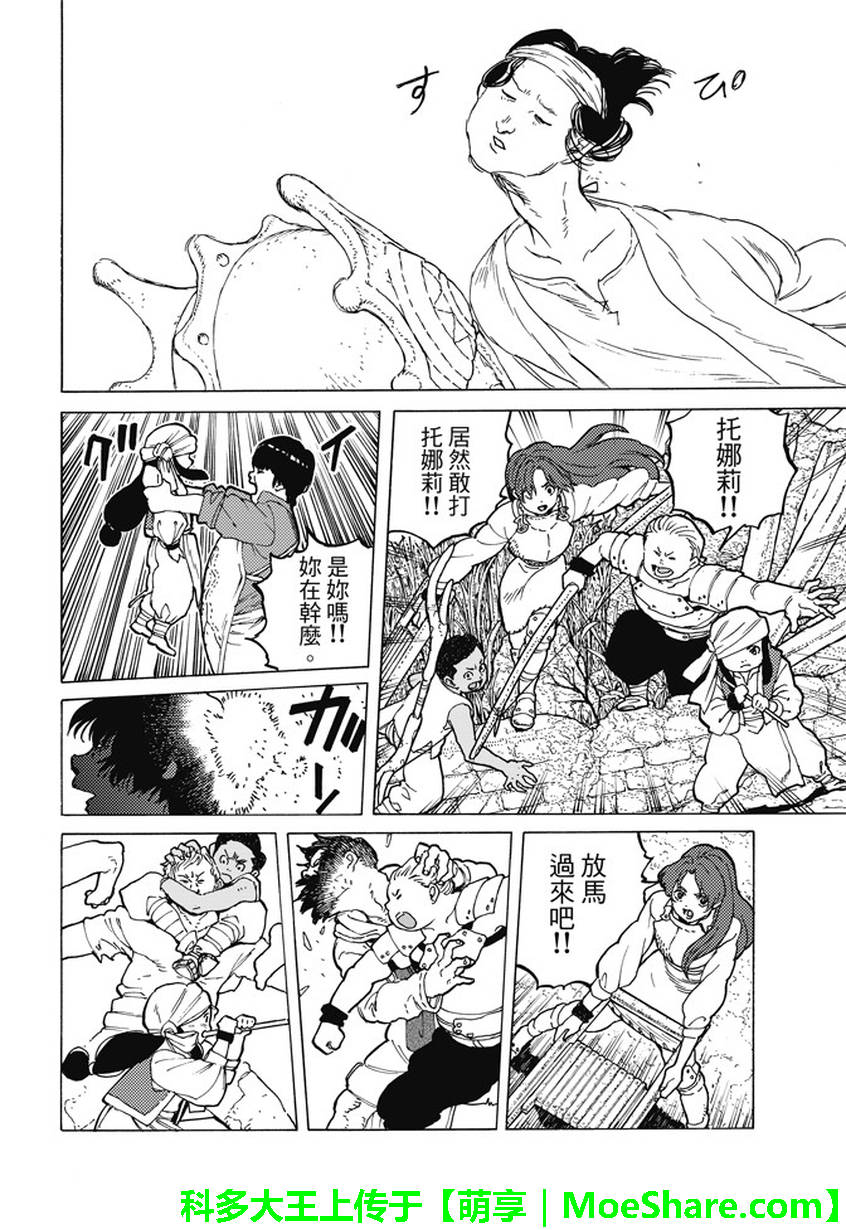 ぴ
す
托娜莉!!
居然敢打
托娜莉!!
グイ
是妳嗎!!
妳在幹麼。
ガーン
放馬
過來吧!!
科多大王上传于【萌享｜MoeShare.com】